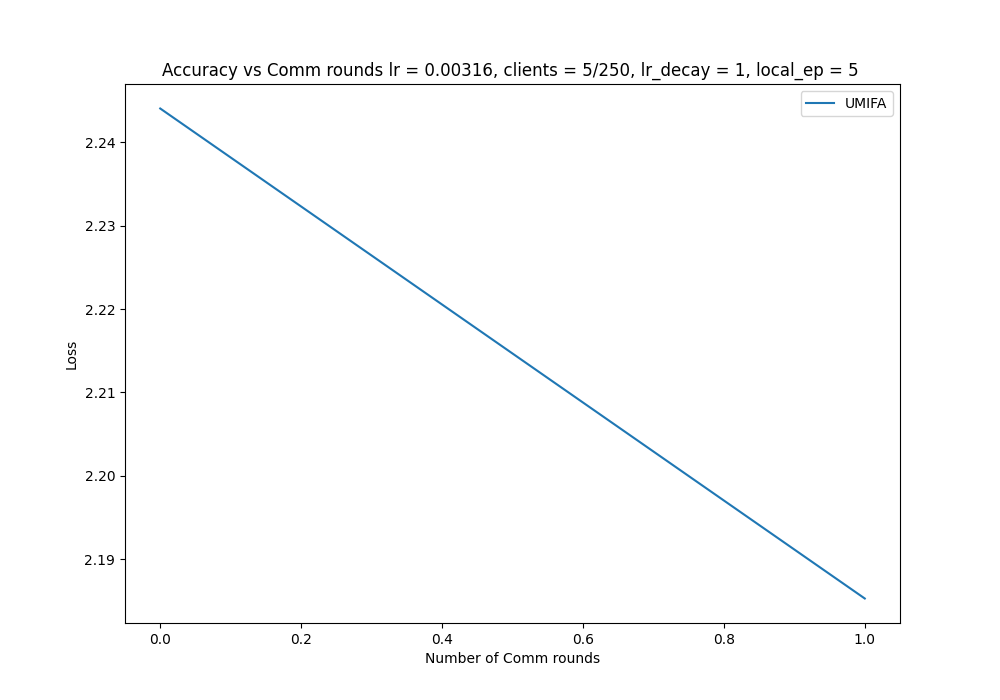 Accuracy vs Comm rounds lr = 0.00316, clients = 5/250, lr_decay = 1, local_ep = 5
UMIFA
2.24
2.23
2.22
2.21
2.20
2.19
Loss
0.0 0.2 0.4 0.6 0.8 1.0
Number of Comm rounds